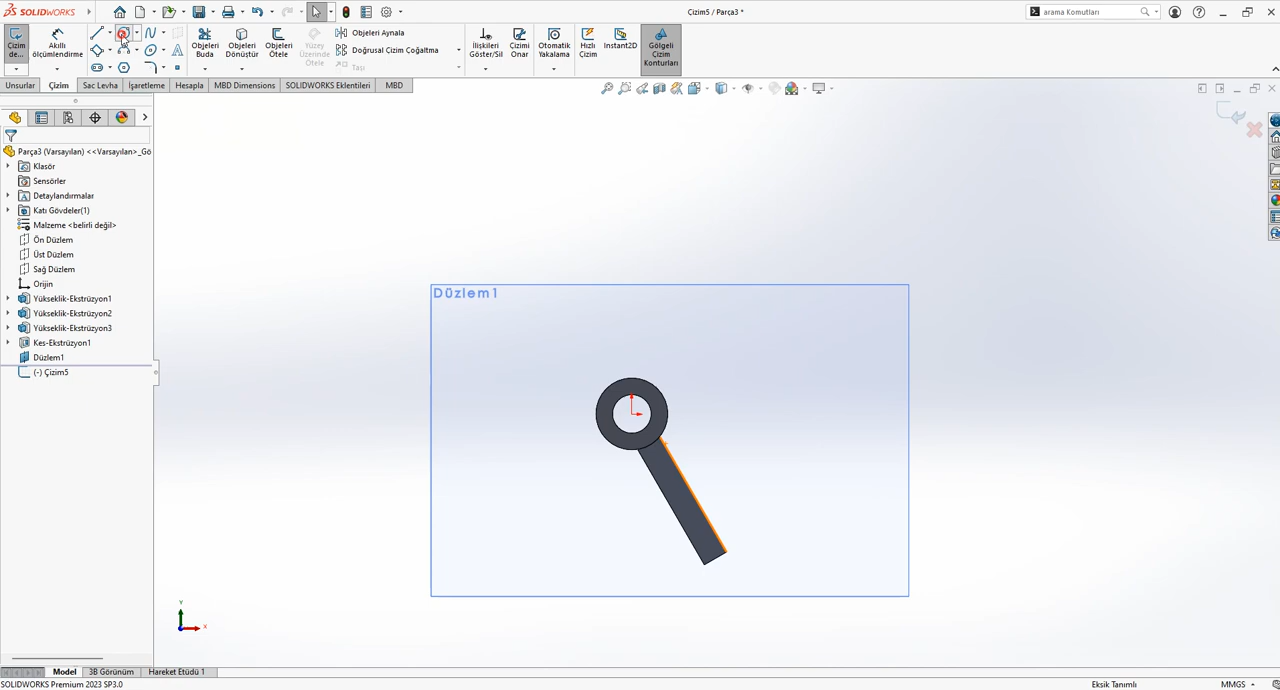 SOLIDWORKS
Çizim5 / Parça3 *
arama Komutları
Çizim de...
Akıllı ölçümlendirme
Objeleri Buda
Objeleri Dönüştür
Objeleri Ötele
Yüzey Üzerinde Ötele
Objeleri Aynala
Doğrusal Çizim Çoğaltma
Taşı
İlişkileri Göster/Sil
Çizimi Onar
Otomatik Yakalama
Hızlı Çizim
Instant2D
Gölgeli Çizim Konturları
Unsurlar
Çizim
Sac Levha
İşaretleme
Hesapla
MBD Dimensions
SOLIDWORKS Eklentileri
MBD
Parça3 (Varsayılan) <<Varsayılan>_Gö
Klasör
Sensörler
Detaylandırmalar
Katı Gövdeler(1)
Malzeme <belirli değil>
Ön Düzlem
Üst Düzlem
Sağ Düzlem
Orijin
Yükseklik-Ekstrüzyon1
Yükseklik-Ekstrüzyon2
Yükseklik-Ekstrüzyon3
Kes-Ekstrüzyon1
Düzlem1
(-) Çizim5
Düzlem1
Y
X
Model
3B Görünüm
Hareket Etüdü 1
SOLIDWORKS Premium 2023 SP3.0
Eksik Tanımlı
MMGS